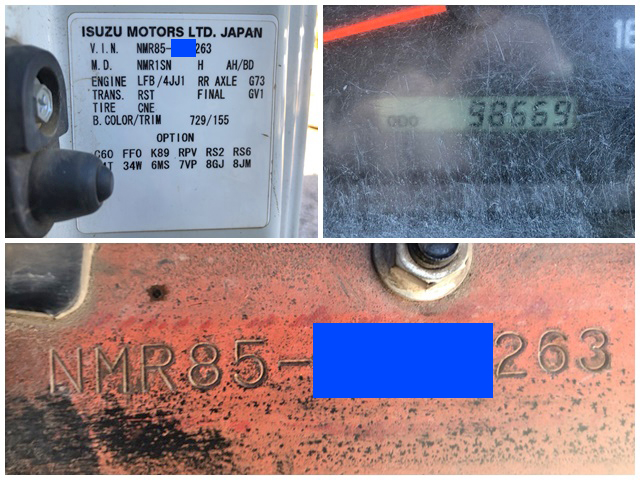 ISUZU MOTORS LTD. JAPAN
V.I.N. NMR85- 263
M.D. NMR1SN H AH/BD
ENGINE LFB/4JJ1 RR AXLE G73
TRANS. RST FINAL GV1
TIRE CNE
B.COLOR/TRIM 729/155
OPTION
C60 FF0 K89 RPV RS2 RS6
34W 6MS 7VP 8GJ 8JM
ODO 98669
NMR85- 263